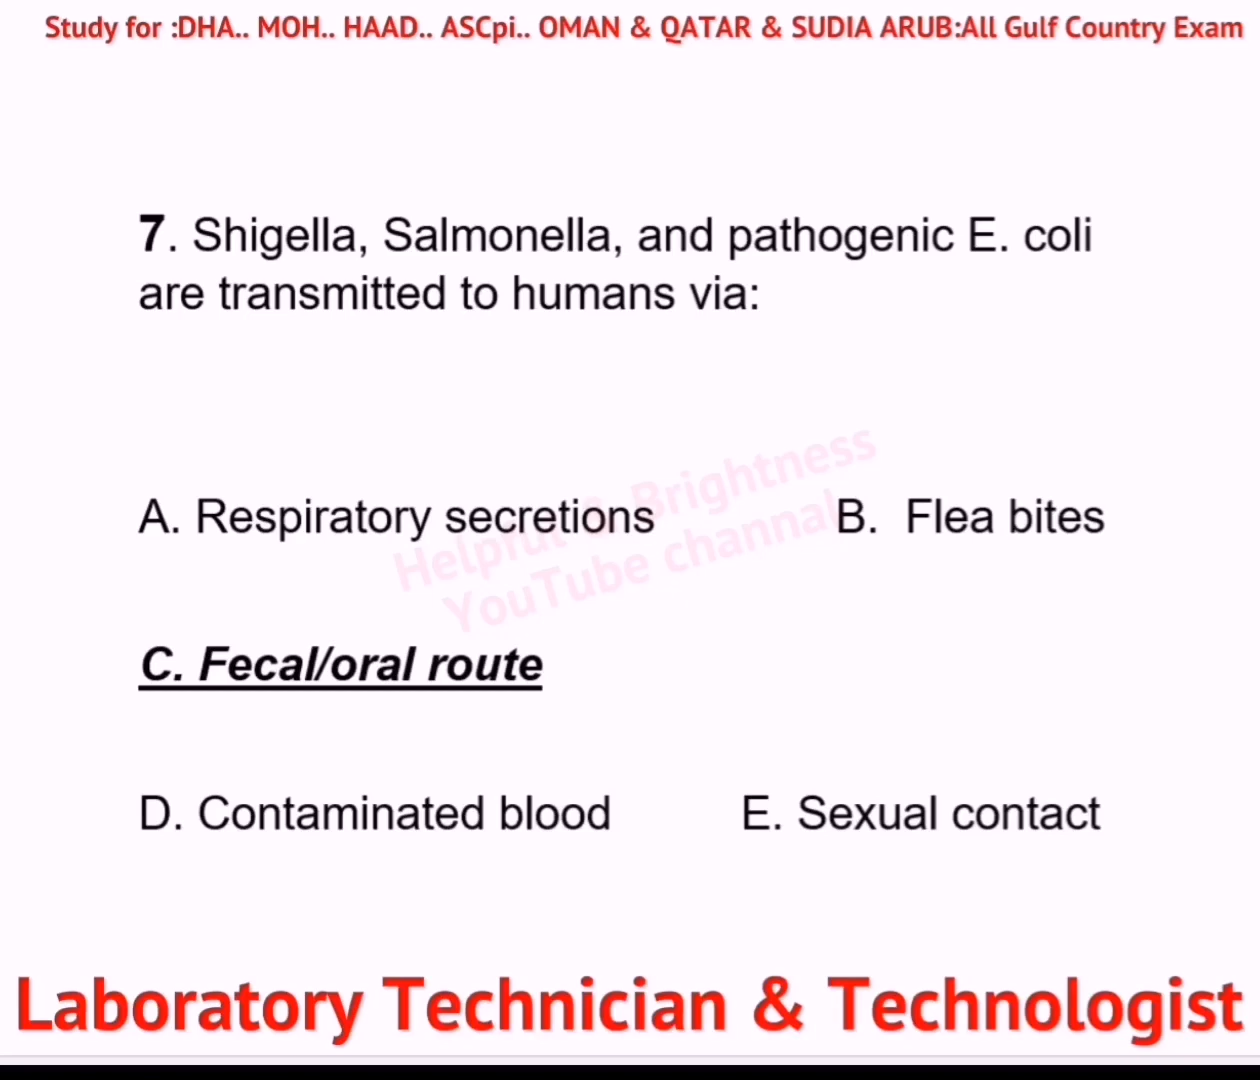 Study for :DHA.. MOH.. HAAD.. ASCpi.. OMAN & QATAR & SUDIA ARUB:All Gulf Country Exam
7. Shigella, Salmonella, and pathogenic E. coli
are transmitted to humans via:
Helpful & Brightness
YouTube channal
A. Respiratory secretions B. Flea bites
C. Fecal/oral route
D. Contaminated blood E. Sexual contact
Laboratory Technician & Technologist